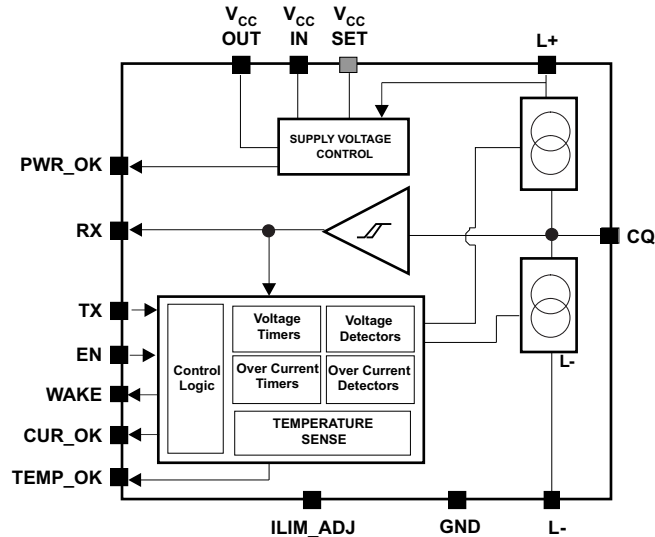 VCC OUT
VCC IN
VCC SET
L+
SUPPLY VOLTAGE
CONTROL
PWR_OK
RX
CQ
TX
EN
WAKE
CUR_OK
TEMP_OK
Control
Logic
Voltage
Timers
Voltage
Detectors
Over Current
Timers
Over Current
Detectors
TEMPERATURE
SENSE
L-
ILIM_ADJ
GND
L-